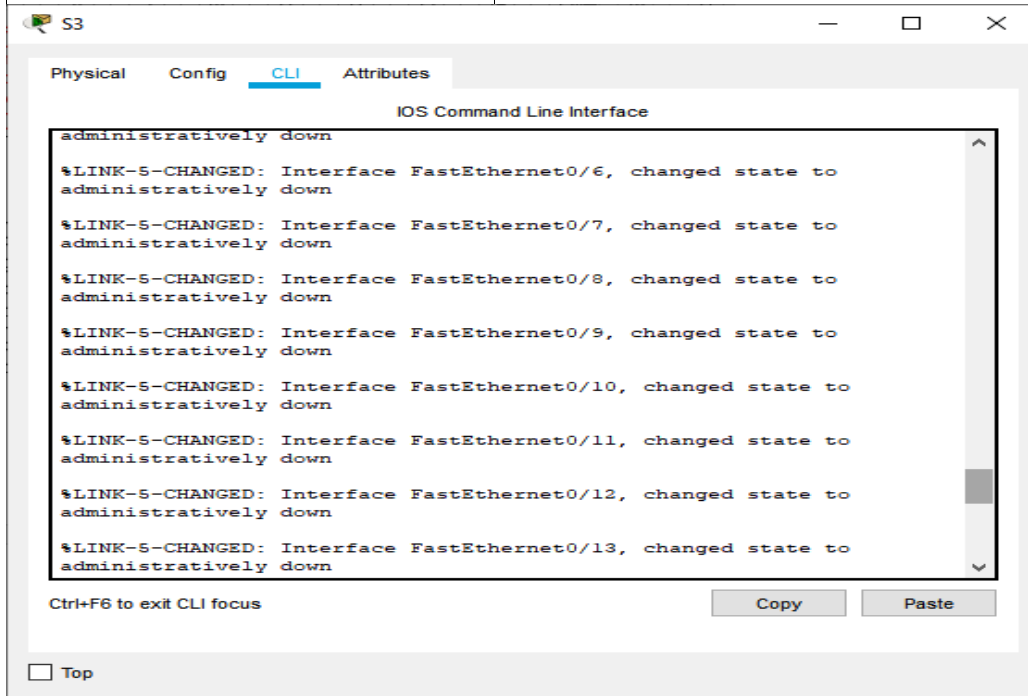 S3
Physical Config CLI Attributes
IOS Command Line Interface
administratively down
%LINK-5-CHANGED: Interface FastEthernet0/6, changed state to
administratively down
%LINK-5-CHANGED: Interface FastEthernet0/7, changed state to
administratively down
%LINK-5-CHANGED: Interface FastEthernet0/8, changed state to
administratively down
%LINK-5-CHANGED: Interface FastEthernet0/9, changed state to
administratively down
%LINK-5-CHANGED: Interface FastEthernet0/10, changed state to
administratively down
%LINK-5-CHANGED: Interface FastEthernet0/11, changed state to
administratively down
%LINK-5-CHANGED: Interface FastEthernet0/12, changed state to
administratively down
%LINK-5-CHANGED: Interface FastEthernet0/13, changed state to
administratively down
Ctrl+F6 to exit CLI focus Copy Paste
Top